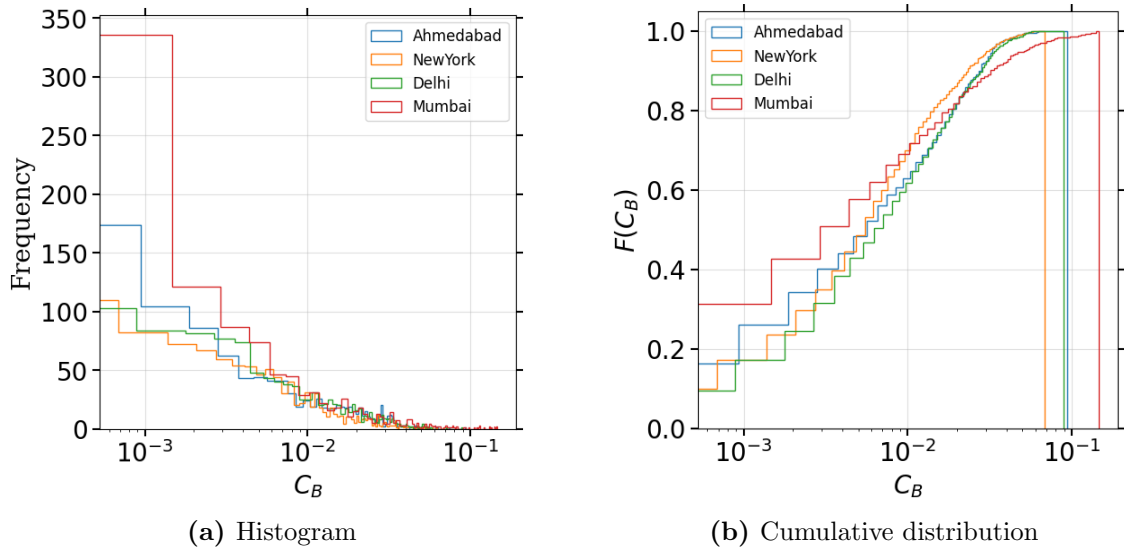 350
300
250
200
150
100
50
0
Frequency
10⁻³
10⁻²
10⁻¹
C_B
Ahmedabad
NewYork
Delhi
Mumbai
(a) Histogram
1.0
0.8
0.6
0.4
0.2
0.0
F(C_B)
10⁻³
10⁻²
10⁻¹
C_B
Ahmedabad
NewYork
Delhi
Mumbai
(b) Cumulative distribution